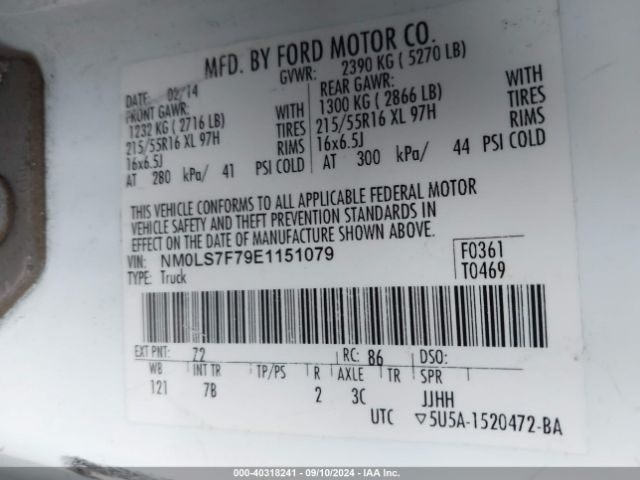 MFD. BY FORD MOTOR CO.
DATE: 02/14 GVWR: 2390 KG ( 5270 LB)
FRONT GAWR: REAR GAWR:
1232 KG ( 2716 LB) WITH 1300 KG ( 2866 LB) WITH
215/55R16 XL 97H TIRES 215/55R16 XL 97H TIRES
16x6.5J RIMS 16x6.5J RIMS
AT 280 kPa/ 41 PSI COLD AT 300 kPa/ 44 PSI COLD
THIS VEHICLE CONFORMS TO ALL APPLICABLE FEDERAL MOTOR
VEHICLE SAFETY AND THEFT PREVENTION STANDARDS IN
EFFECT ON THE DATE OF MANUFACTURE SHOWN ABOVE.
VIN: NM0LS7F79E1151079 F0361
TYPE: Truck T0469
EXT PNT: Z2 RC: 86 DSO:
WB INT TR TP/PS R AXLE TR SPR
121 7B 2 3C JJHH
UTC ▽5U5A-1520472-BA
000-40318241 - 09/10/2024 - IAA Inc.